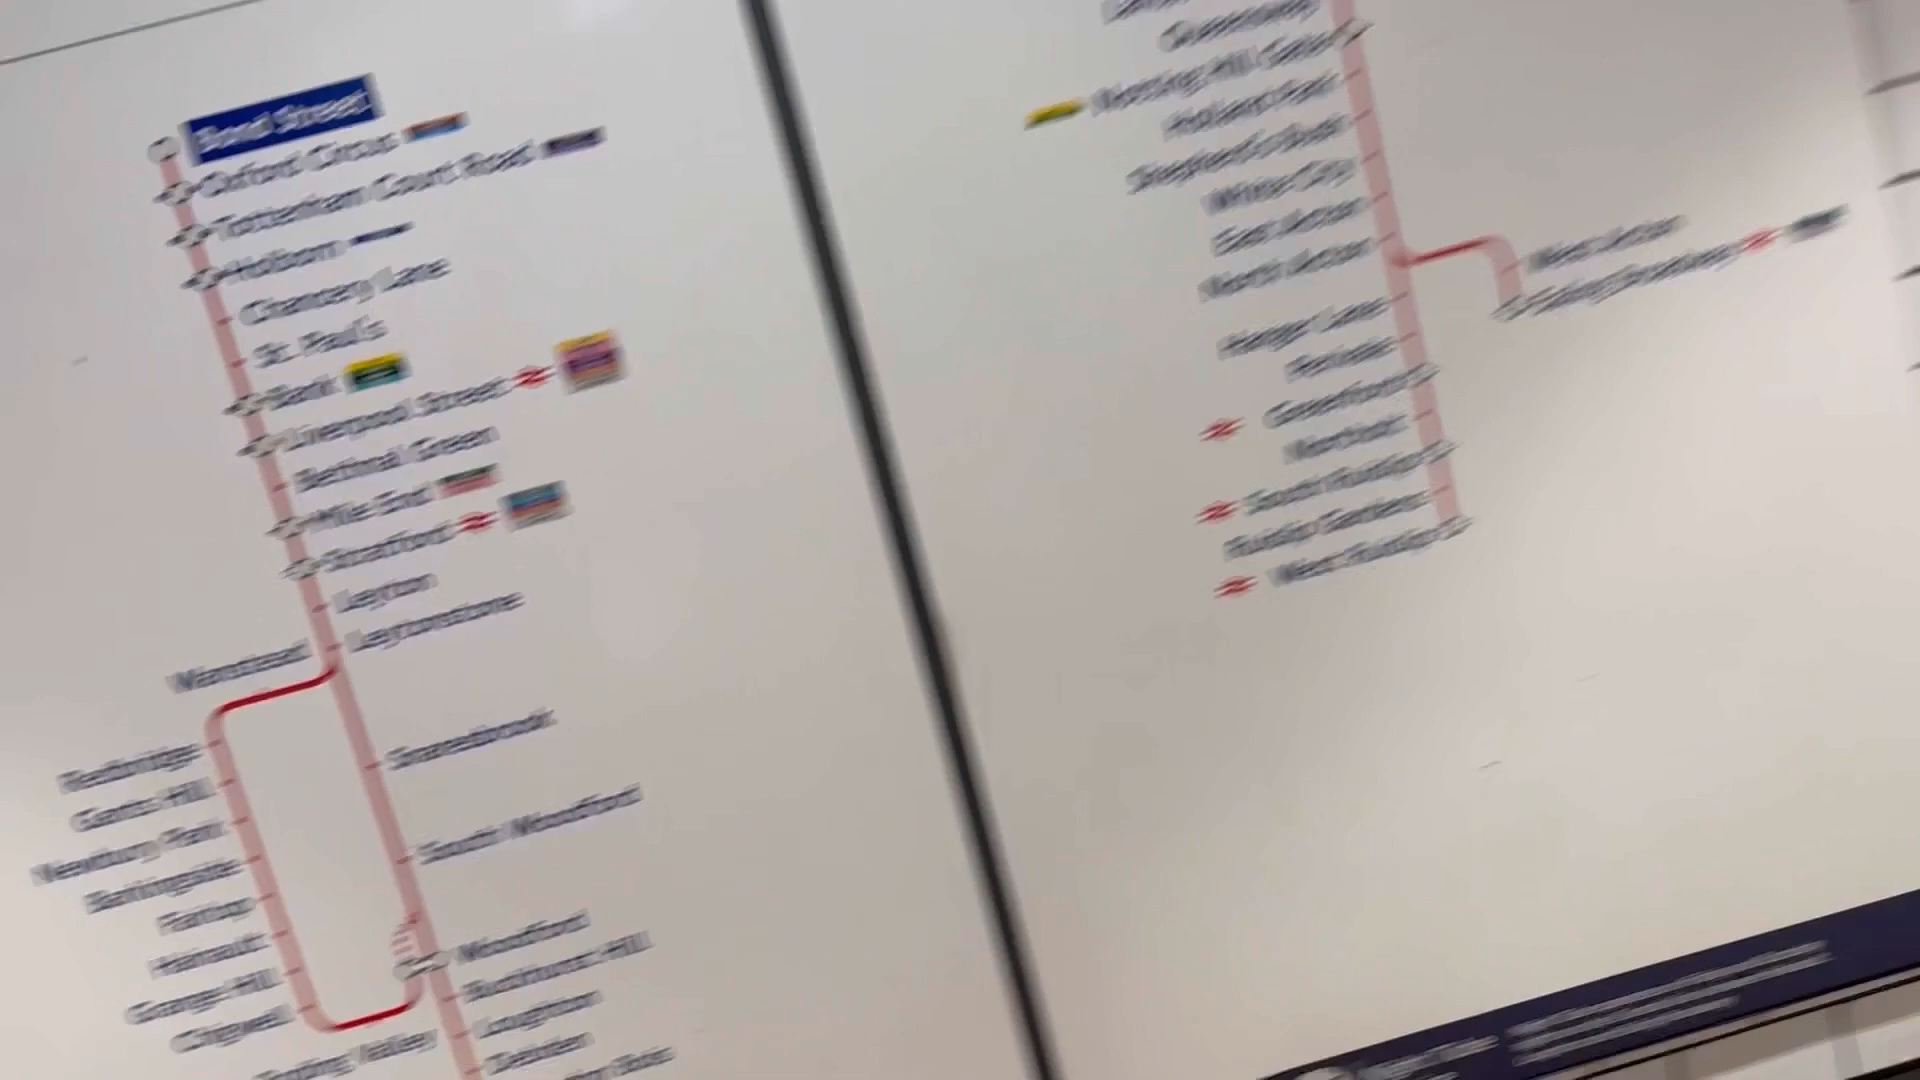 Bond Street
Oxford Circus
Tottenham Court Road
Holborn
Chancery Lane
St. Paul's
Bank
Liverpool Street
Bethnal Green
Mile End
Stratford
Leyton
Leytonstone
Wanstead
Redbridge
Gants Hill
Newbury Park
Barkingside
Fairlop
Hainault
Grange Hill
Chigwell
Roding Valley
Snaresbrook
South Woodford
Woodford
Buckhurst Hill
Loughton
Debden
Queensway
Notting Hill Gate
Holland Park
Shepherd's Bush
White City
East Acton
North Acton
West Acton
Ealing Broadway
Hanger Lane
Perivale
Greenford
Northolt
South Ruislip
Ruislip Gardens
West Ruislip